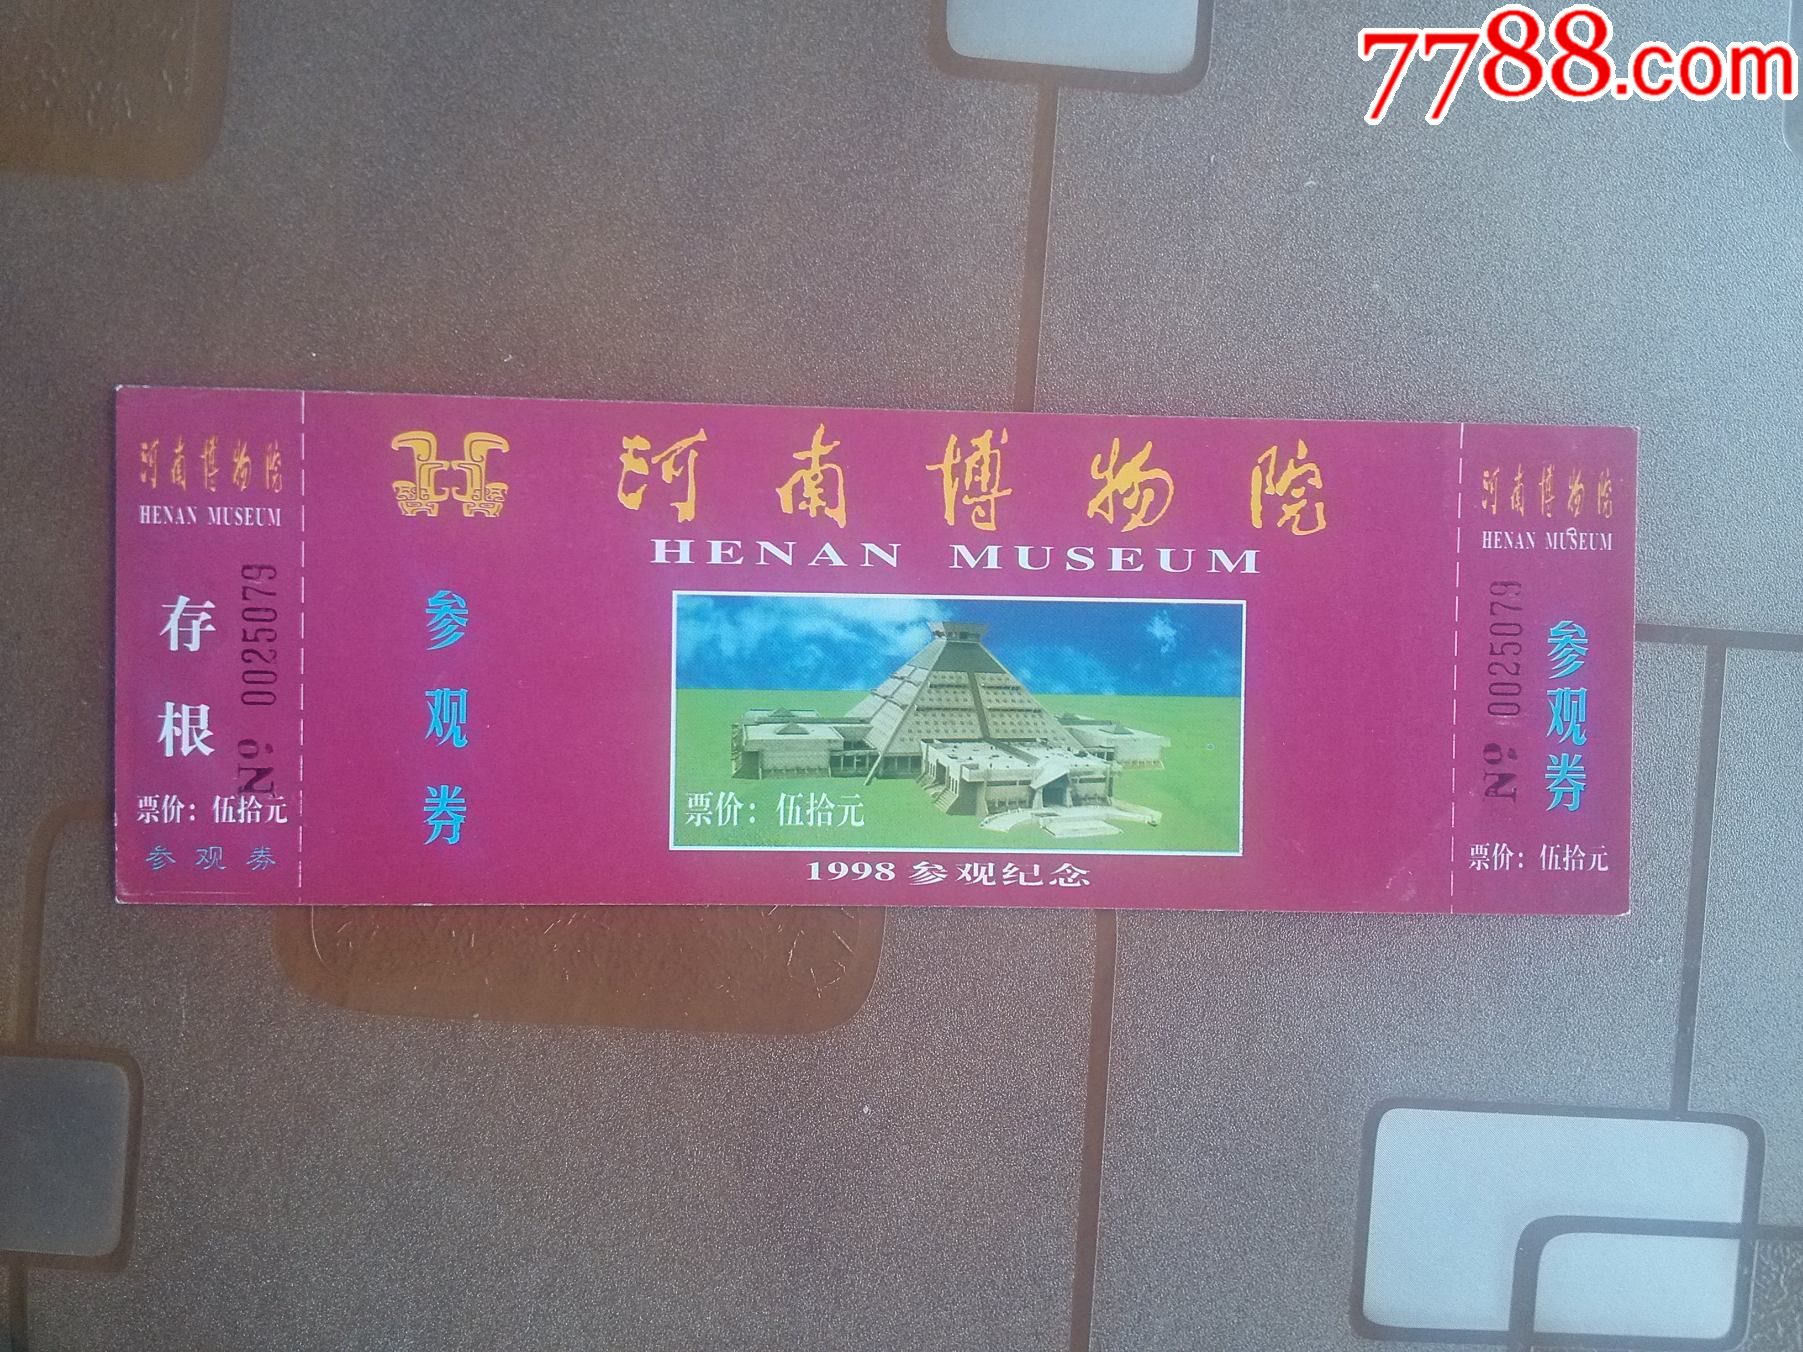 7788.com
河南博物院
HENAN MUSEUM
存根
No 0025079
票价：伍拾元
参观券
河南博物院
HENAN MUSEUM
参观券
票价：伍拾元
1998 参观纪念
河南博物院
HENAN MUSEUM
No 0025079
参观券
票价：伍拾元